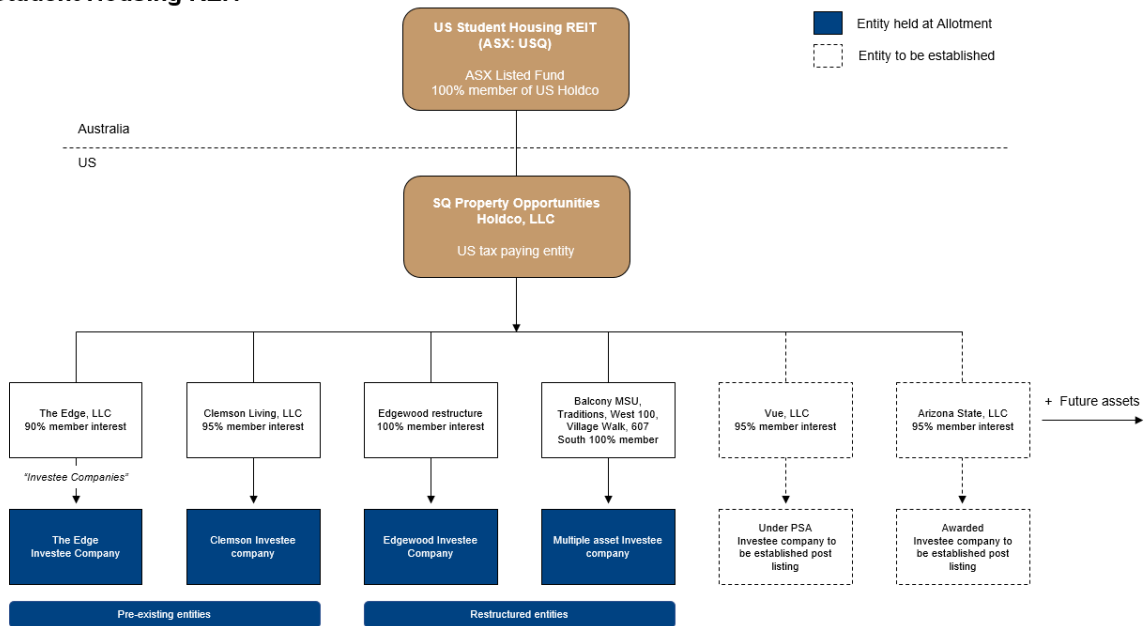 US Student Housing REIT
(ASX: USQ)
ASX Listed Fund
100% member of US Holdco
Entity held at Allotment
Entity to be established
Australia
US
SQ Property Opportunities
Holdco, LLC
US tax paying entity
The Edge, LLC
90% member interest
Clemson Living, LLC
95% member interest
Edgewood restructure
100% member interest
Balcony MSU,
Traditions, West 100,
Village Walk, 607
South 100% member
Vue, LLC
95% member interest
Arizona State, LLC
95% member interest
+ Future assets
"Investee Companies"
The Edge
Investee Company
Clemson Investee
company
Edgewood Investee
Company
Multiple asset Investee
company
Under PSA
Investee company to
be established post
listing
Awarded
Investee company to
be established post
listing
Pre-existing entities
Restructured entities